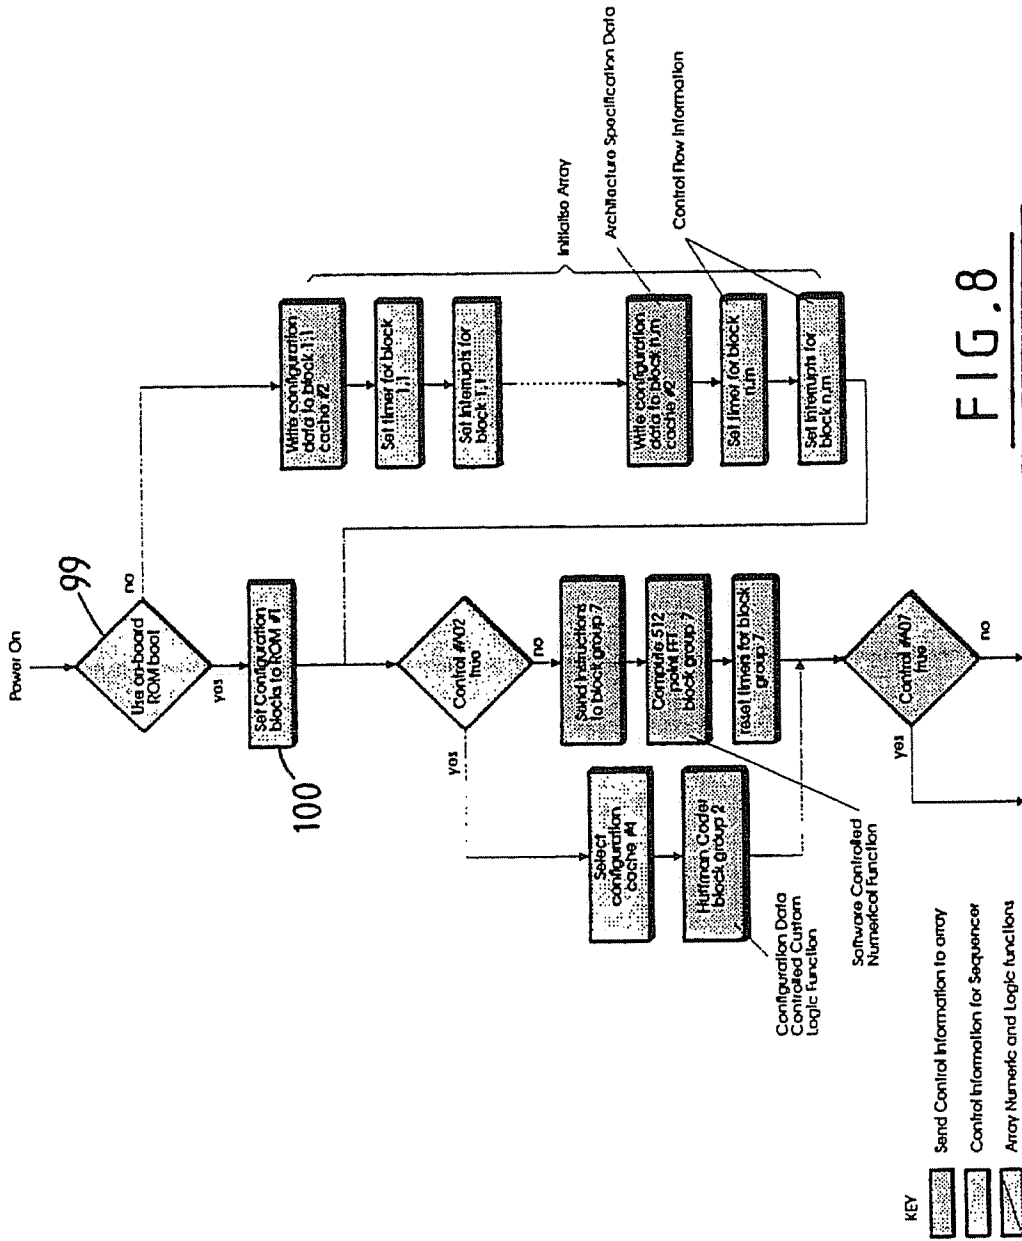 Power On
99
Use on-board
ROM boot
no
yes
100
Set Configuration
blocks to ROM #1
Write configuration
data to block 1,1
cache #2
Set timer for block
1,1
Set Interrupts for
block 1,1
Write configuration
data to block n,m
cache #2
Set timer for block
n,m
Set Interrupts for
block n,m
Initialise Array
Architecture Specification Data
Control flow Information
Control #A02
true
yes
no
Select
configuration
cache #4
Huffman Coder
block group 2
Send Instructions
to block group 7
Compute 512
point FFT
block group 7
reset timers for block
group 7
Configuration Data
Controlled Custom
Logic Function
Software Controlled
Numerical Function
Control #A07
true
yes
no
KEY
Send Control Information to array
Control Information for Sequencer
Array Numeric and Logic functions
FIG.8